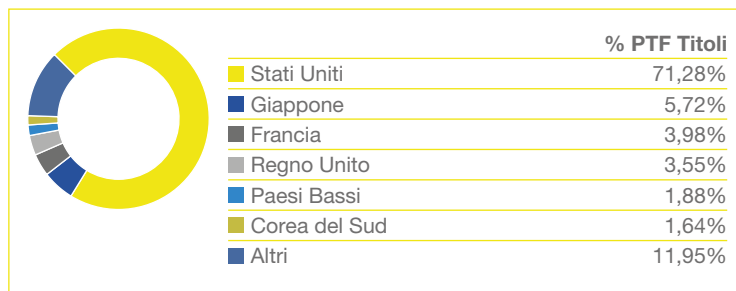 % PTF Titoli
Stati Uniti 71,28%
Giappone 5,72%
Francia 3,98%
Regno Unito 3,55%
Paesi Bassi 1,88%
Corea del Sud 1,64%
Altri 11,95%